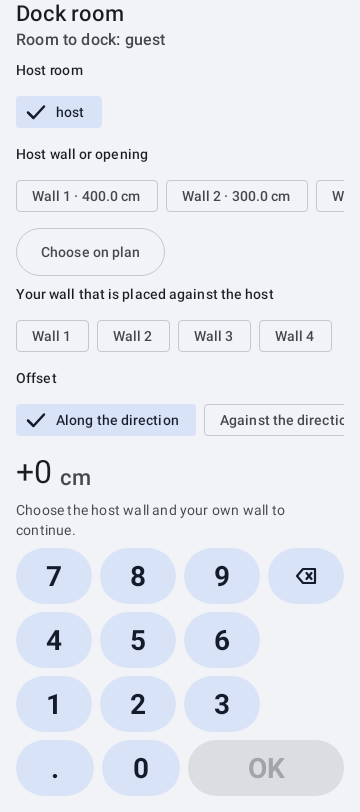 Dock room
Room to dock: guest
Host room
host
Host wall or opening
Wall 1 · 400.0 cm Wall 2 · 300.0 cm W
Choose on plan
Your wall that is placed against the host
Wall 1 Wall 2 Wall 3 Wall 4
Offset
Along the direction Against the directio
+0 cm
Choose the host wall and your own wall to
continue.
7 8 9
4 5 6
1 2 3
. 0 OK